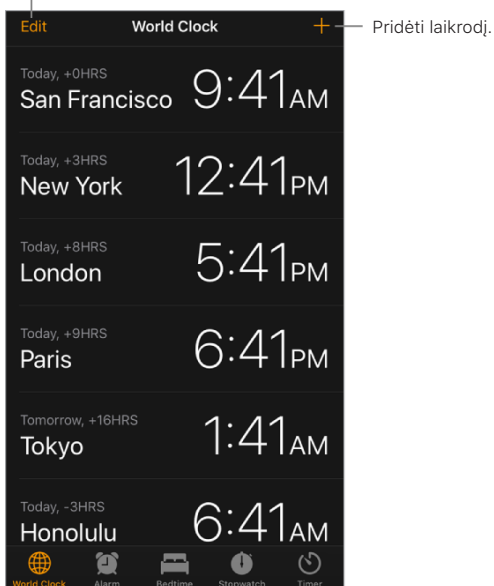 Edit World Clock + Pridėti laikrodį.
Today, +0HRS
San Francisco 9:41AM
Today, +3HRS
New York 12:41PM
Today, +8HRS
London 5:41PM
Today, +9HRS
Paris 6:41PM
Tomorrow, +16HRS
Tokyo 1:41AM
Today, -3HRS
Honolulu 6:41AM
World Clock Alarm Bedtime Stopwatch Timer